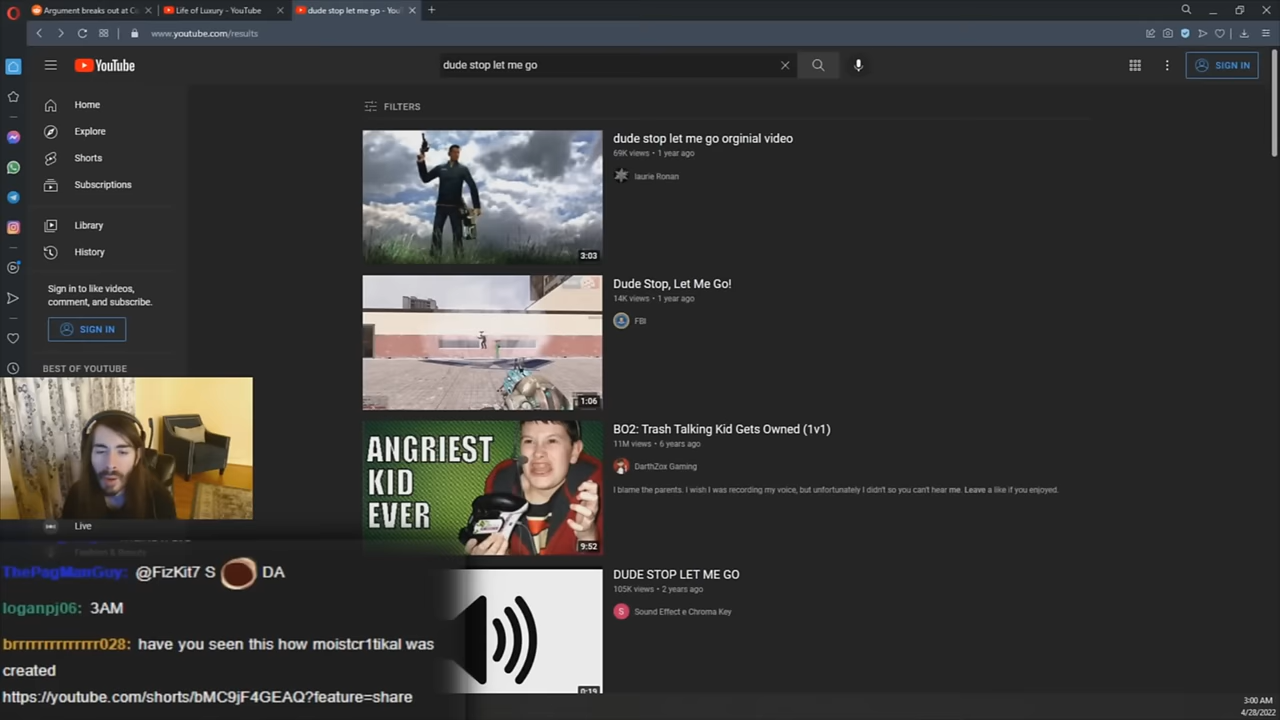 Argument breaks out at Co
Life of Luxury - YouTube
dude stop let me go - You
www.youtube.com/results
YouTube
dude stop let me go
SIGN IN
Home
Explore
Shorts
Subscriptions
Library
History
Sign in to like videos,
comment, and subscribe.
SIGN IN
BEST OF YOUTUBE
Live
FILTERS
3:03
dude stop let me go orginial video
69K views • 1 year ago
laurie Ronan
1:06
Dude Stop, Let Me Go!
14K views • 1 year ago
FBI
ANGRIEST
KID
EVER
9:52
BO2: Trash Talking Kid Gets Owned (1v1)
11M views • 6 years ago
DarthZox Gaming
I blame the parents. I wish I was recording my voice, but unfortunately I didn't so you can't hear me. Leave a like if you enjoyed.
0:19
DUDE STOP LET ME GO
105K views • 2 years ago
S
Sound Effect e Chroma Key
ThePagManGuy: @FizKit7 S DA
loganpj06: 3AM
brrrrrrrrrrrrrr028: have you seen this how moistcr1tikal was
created
https://youtube.com/shorts/bMC9jF4GEAQ?feature=share
3:00 AM
4/28/2022